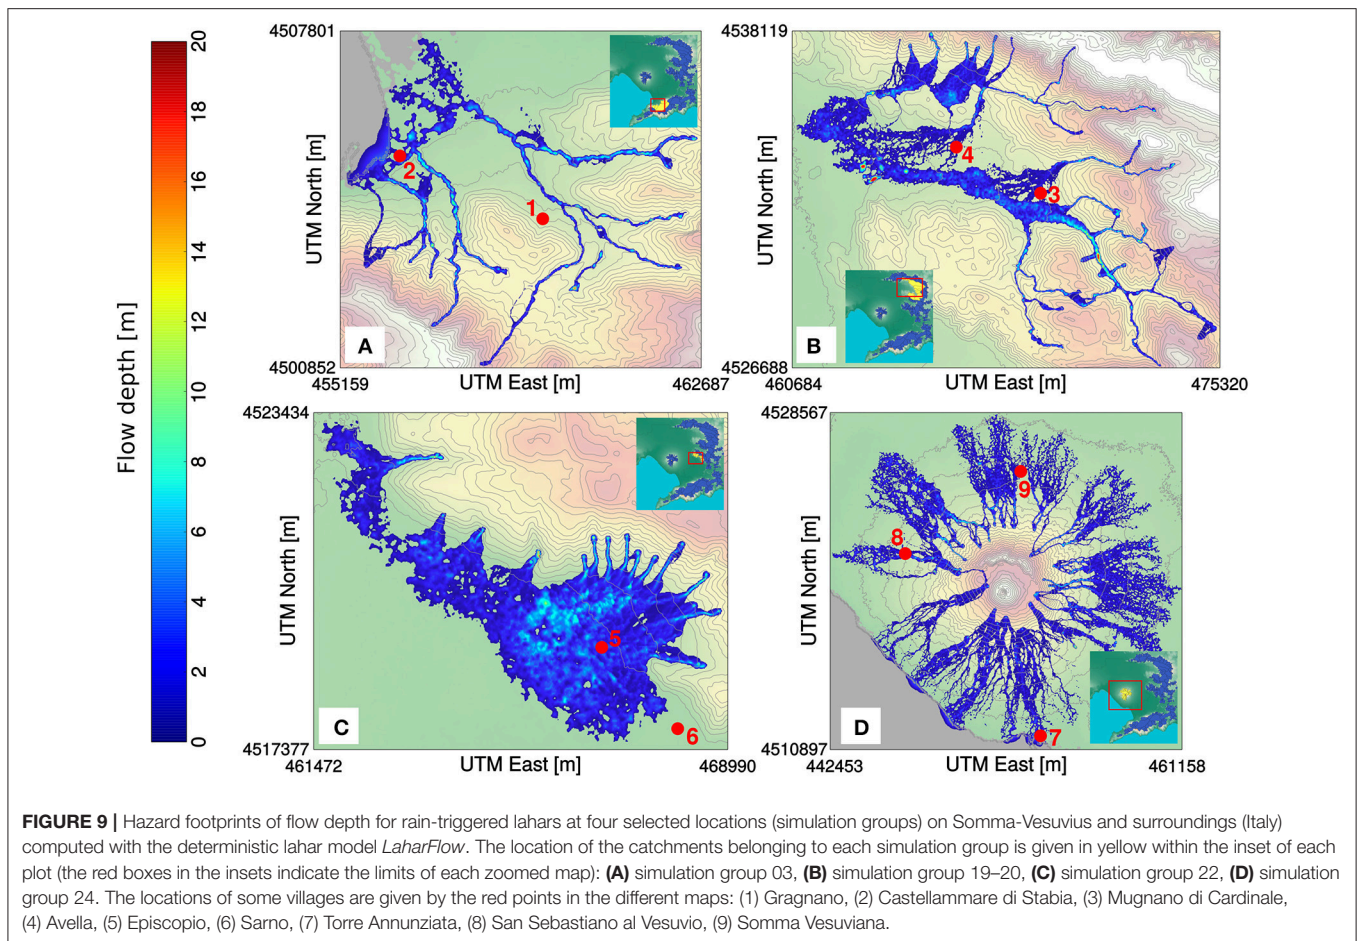 Flow depth [m]
20
18
16
14
12
10
8
6
4
2
0
4507801
UTM North [m]
4500852
455159
UTM East [m]
462687
A
1
2
4538119
UTM North [m]
4526688
460684
UTM East [m]
475320
B
4
3
4523434
UTM North [m]
4517377
461472
UTM East [m]
468990
C
5
6
4528567
UTM North [m]
4510897
442453
UTM East [m]
461158
D
9
8
7
FIGURE 9 | Hazard footprints of flow depth for rain-triggered lahars at four selected locations (simulation groups) on Somma-Vesuvius and surroundings (Italy)
computed with the deterministic lahar model LaharFlow. The location of the catchments belonging to each simulation group is given in yellow within the inset of each
plot (the red boxes in the insets indicate the limits of each zoomed map): (A) simulation group 03, (B) simulation group 19–20, (C) simulation group 22, (D) simulation
group 24. The locations of some villages are given by the red points in the different maps: (1) Gragnano, (2) Castellammare di Stabia, (3) Mugnano di Cardinale,
(4) Avella, (5) Episcopio, (6) Sarno, (7) Torre Annunziata, (8) San Sebastiano al Vesuvio, (9) Somma Vesuviana.